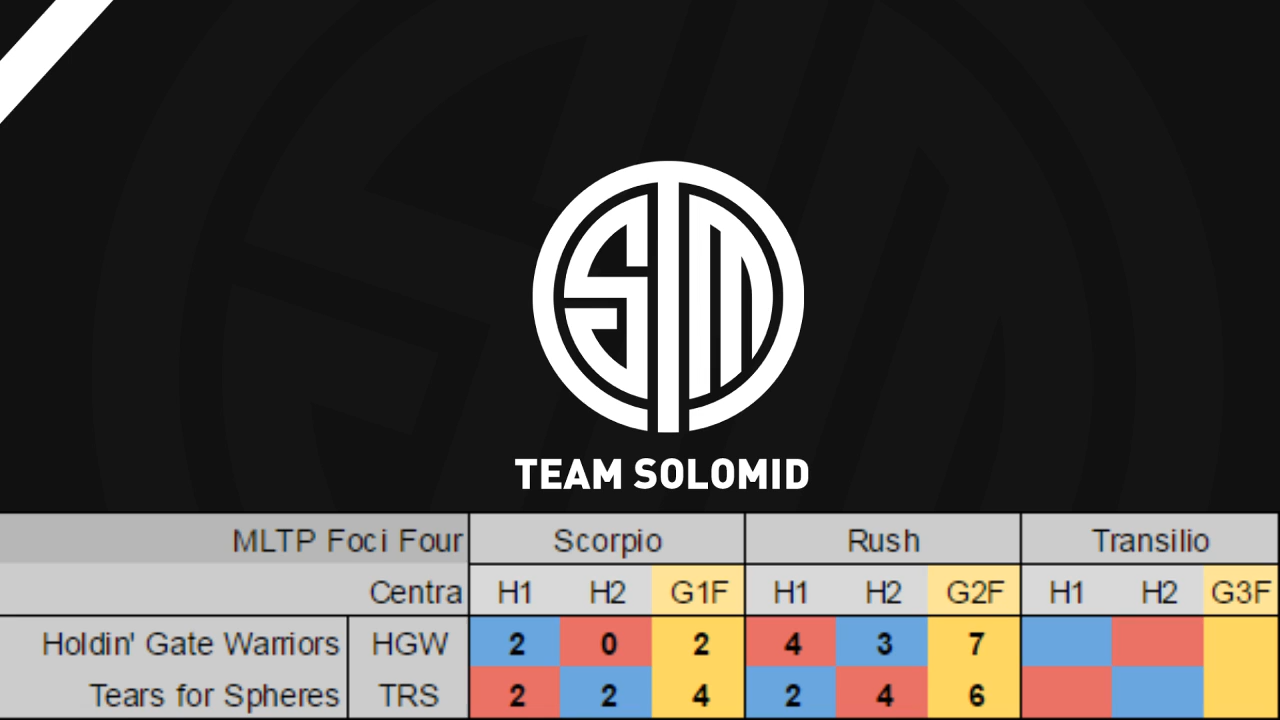 TSM
TEAM SOLOMID
MLTP Foci Four Scorpio Rush Transilio
Centra H1 H2 G1F H1 H2 G2F H1 H2 G3F
Holdin' Gate Warriors HGW 2 0 2 4 3 7
Tears for Spheres TRS 2 2 4 2 4 6